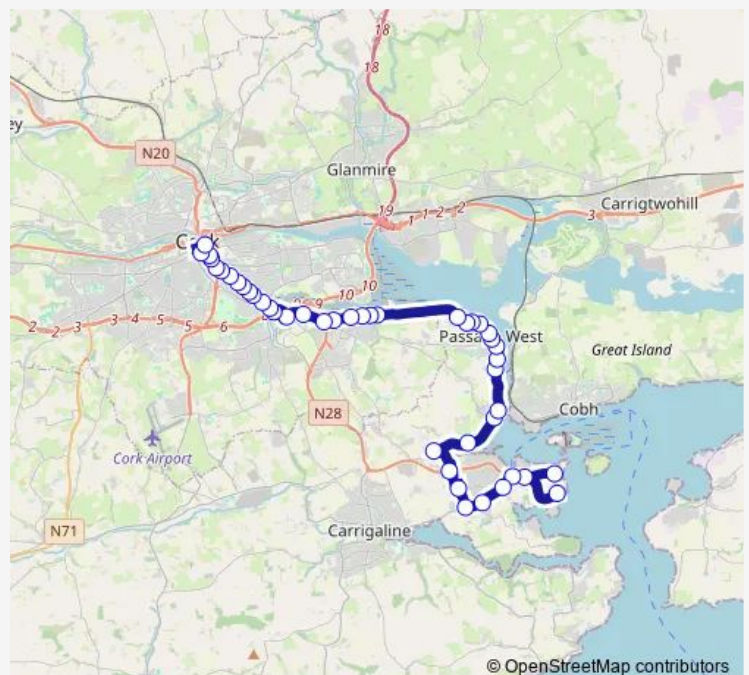 18
18
ey
N20
Glanmire
19
1 1 2 2
Carrigtwohill
3
Cork
10
10
9
2 2 3 4 5 5 6
Passage West
Great Island
N28
Cobh
Cork Airport
N71
Carrigaline
© OpenStreetMap contributors